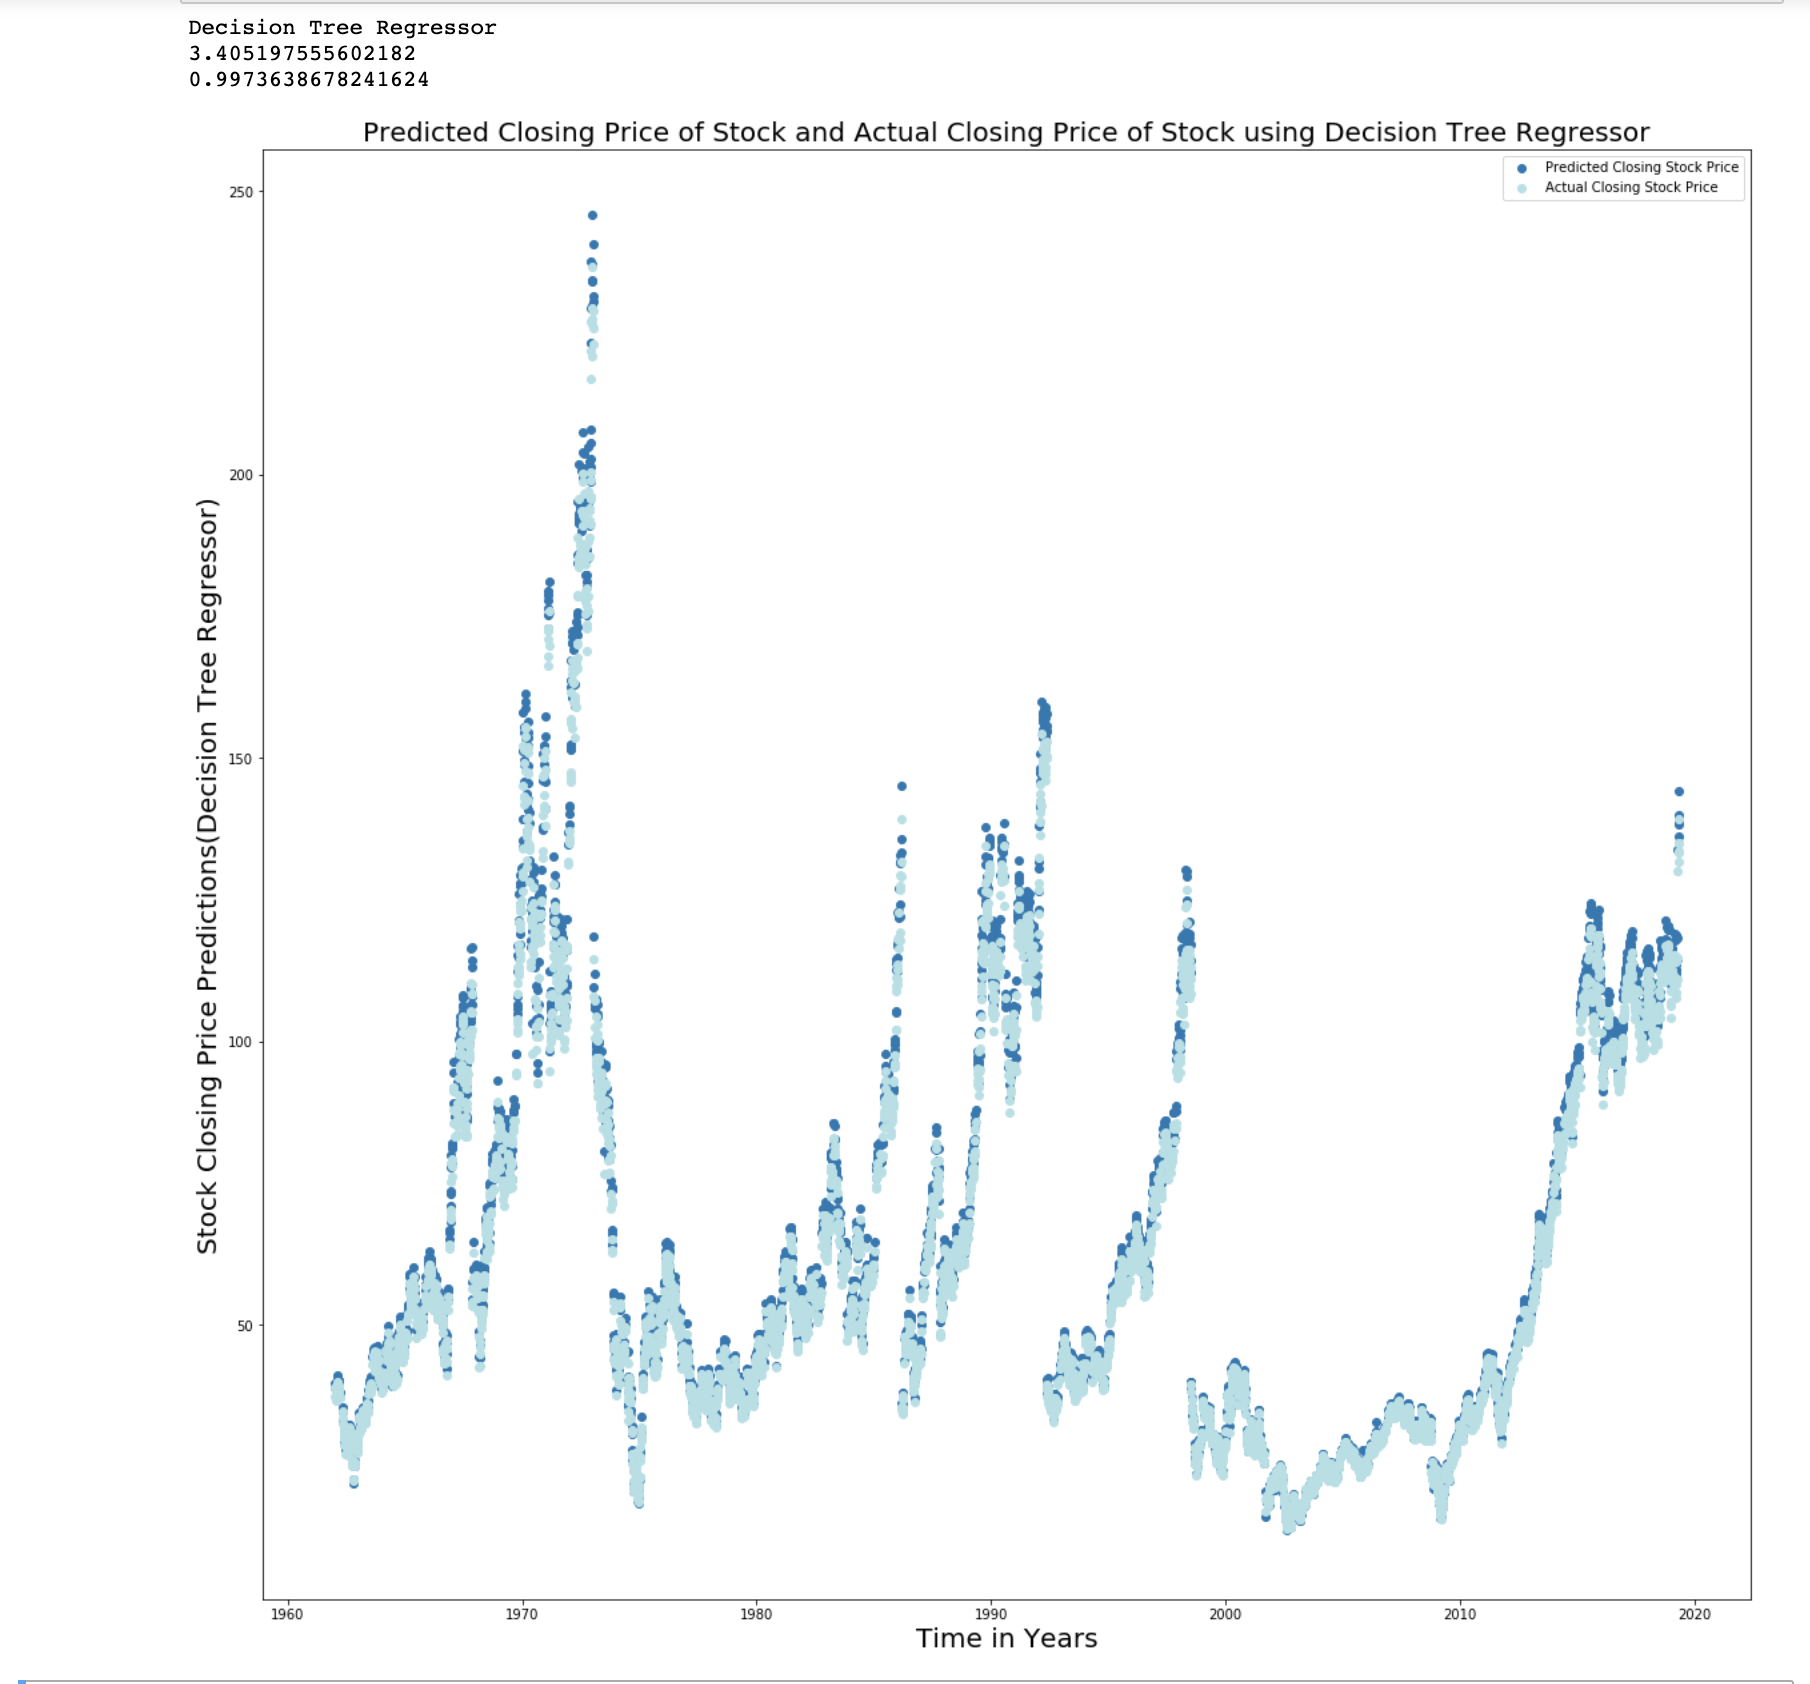 Decision Tree Regressor
3.405197555602182
0.9973638678241624
Predicted Closing Price of Stock and Actual Closing Price of Stock using Decision Tree Regressor
Predicted Closing Stock Price
Actual Closing Stock Price
Stock Closing Price Predictions(Decision Tree Regressor)
250
200
150
100
50
1960 1970 1980 1990 2000 2010 2020
Time in Years